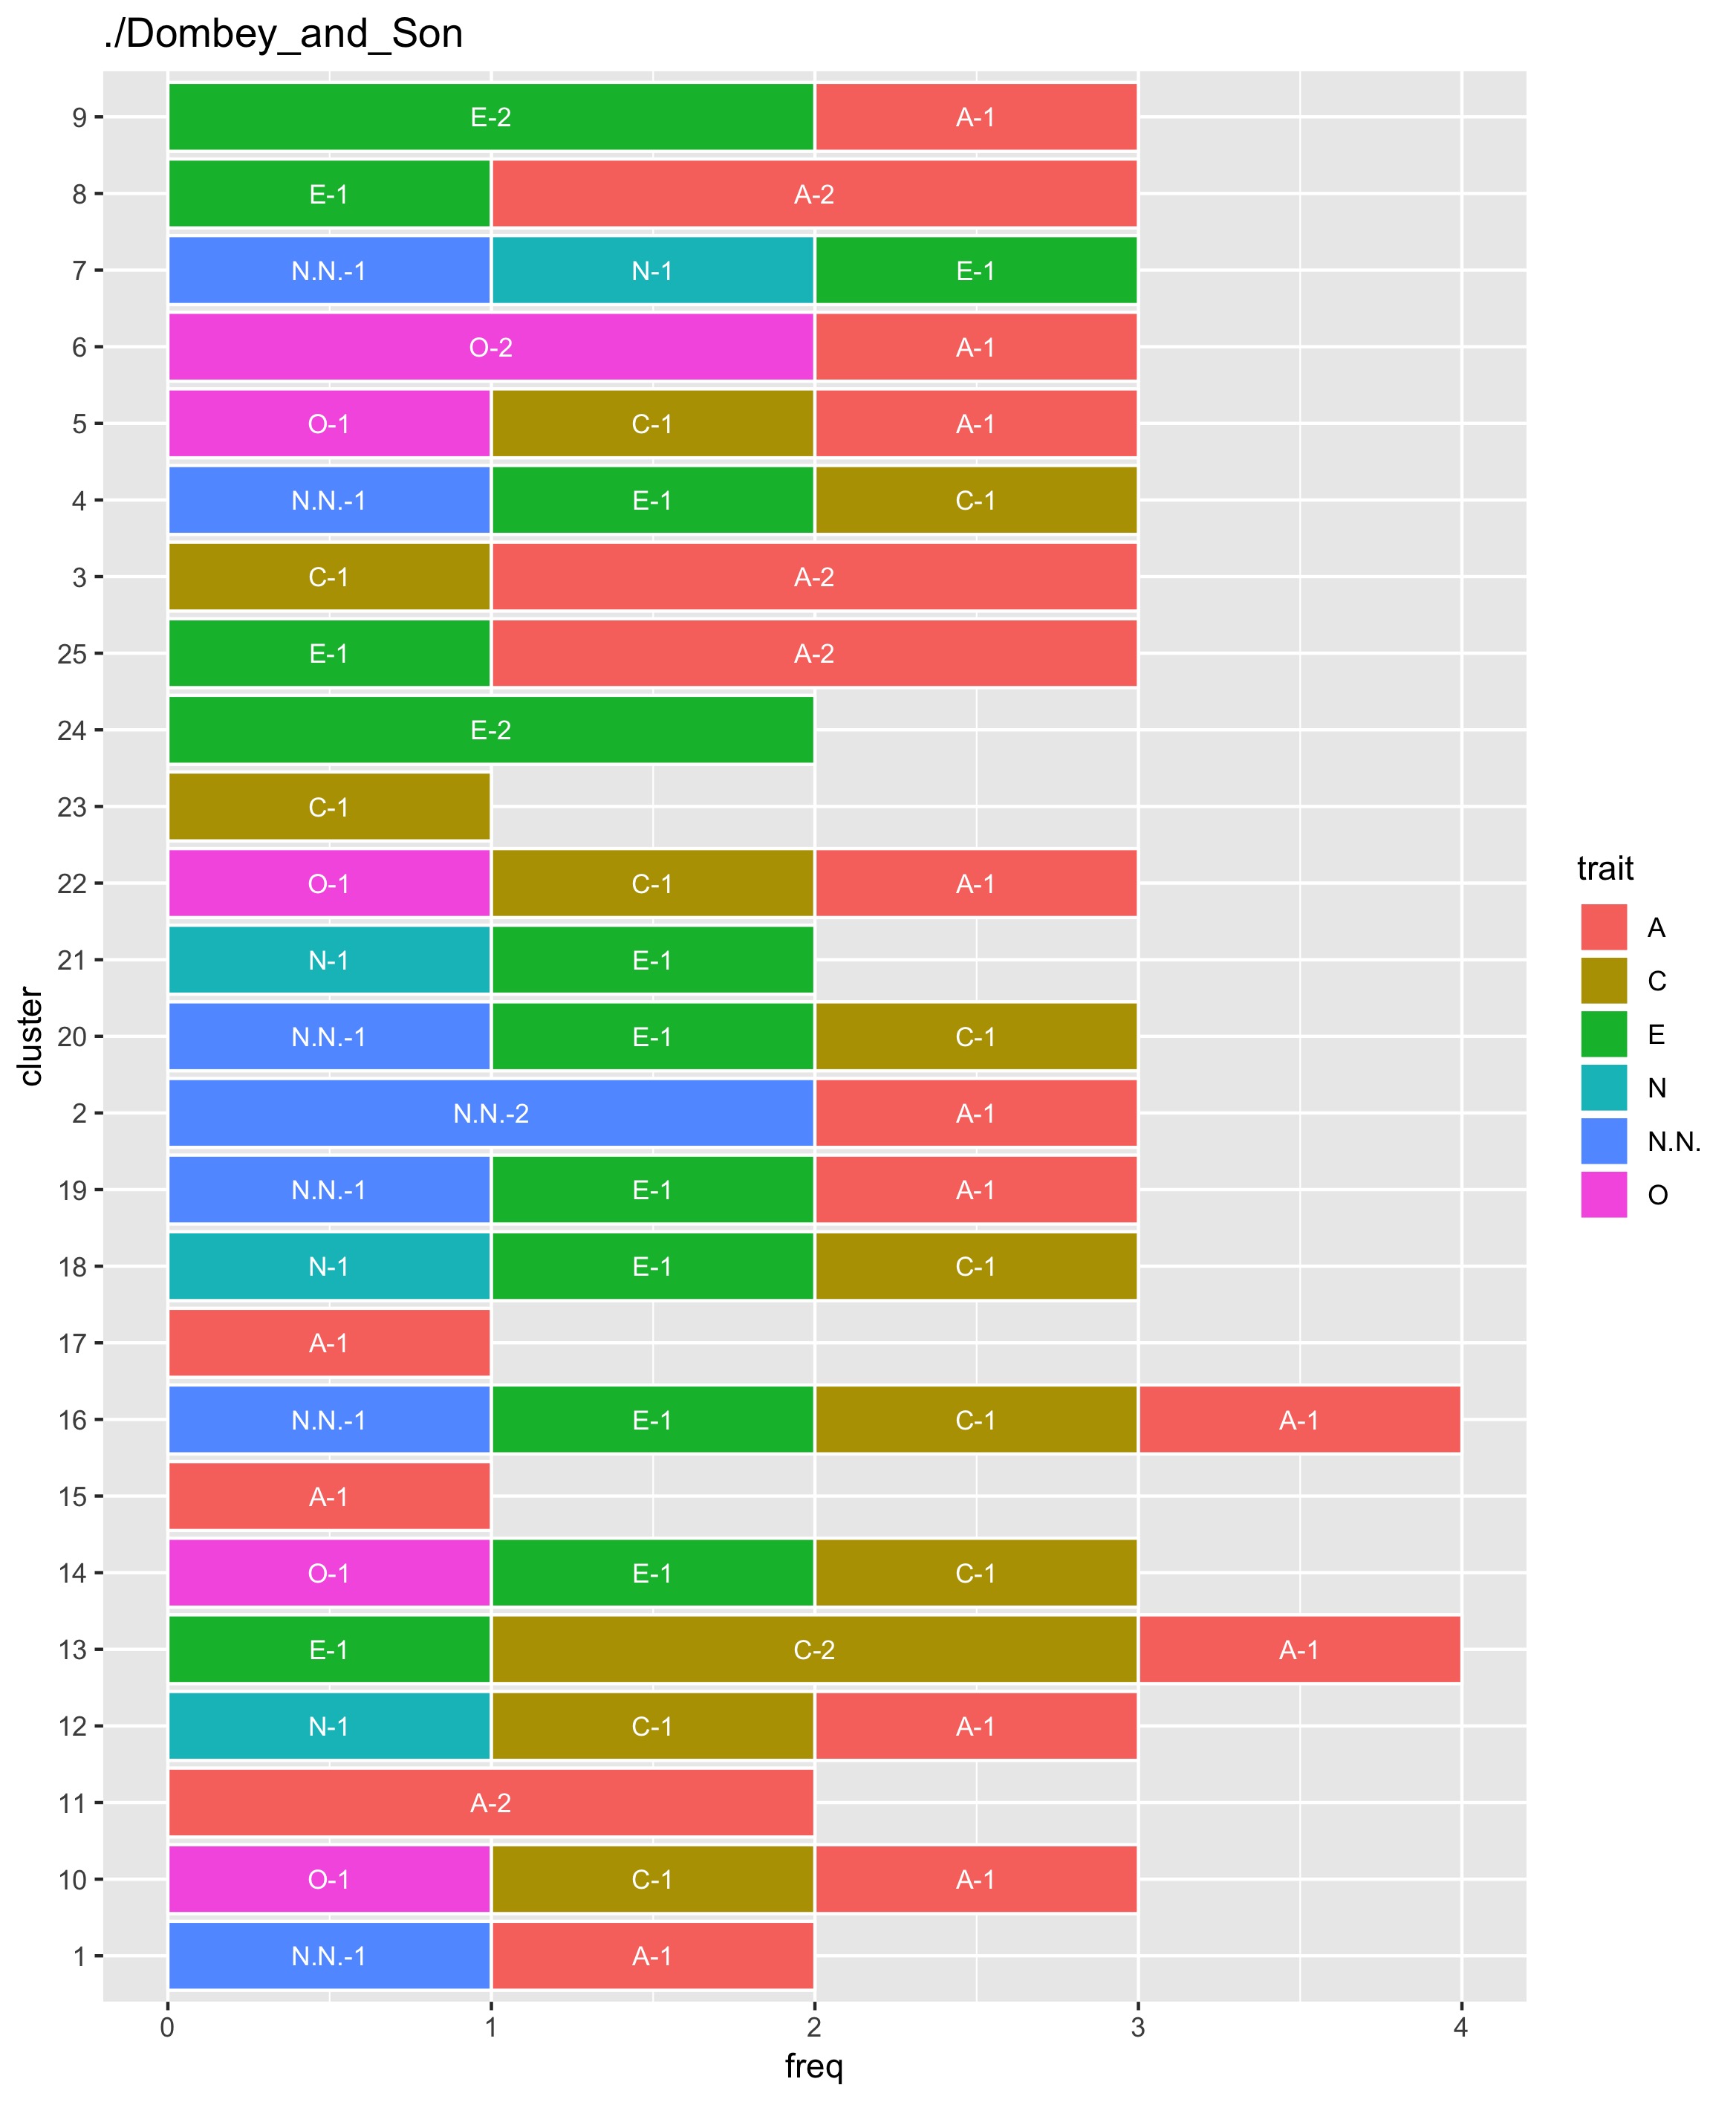 ./Dombey_and_Son
9 E-2 A-1
8 E-1 A-2
7 N.N.-1 N-1 E-1
6 O-2 A-1
5 O-1 C-1 A-1
4 N.N.-1 E-1 C-1
3 C-1 A-2
25 E-1 A-2
24 E-2
23 C-1
22 O-1 C-1 A-1
21 N-1 E-1
20 N.N.-1 E-1 C-1
2 N.N.-2 A-1
19 N.N.-1 E-1 A-1
18 N-1 E-1 C-1
17 A-1
16 N.N.-1 E-1 C-1 A-1
15 A-1
14 O-1 E-1 C-1
13 E-1 C-2 A-1
12 N-1 C-1 A-1
11 A-2
10 O-1 C-1 A-1
1 N.N.-1 A-1
0 1 2 3 4
freq
cluster
trait
A
C
E
N
N.N.
O